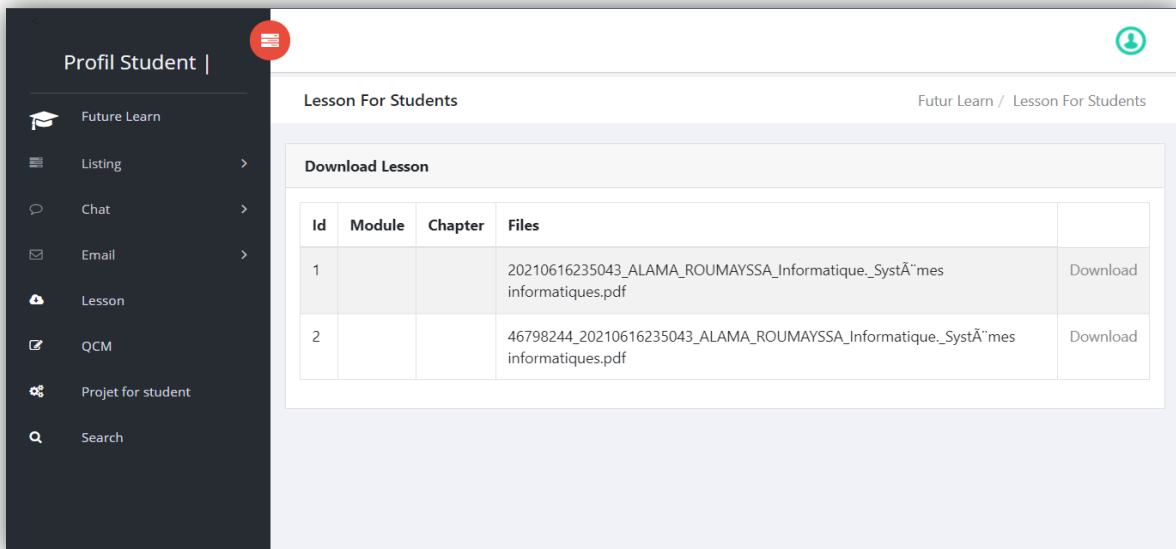 <
Profil Student |
Future Learn
Listing
Chat
Email
Lesson
QCM
Projet for student
Search
Lesson For Students
Futur Learn / Lesson For Students
Download Lesson
Id Module Chapter Files
1 20210616235043_ALAMA_ROUMAYSSA_Informatique._SystÃ¨mes Download
informatiques.pdf
2 46798244_20210616235043_ALAMA_ROUMAYSSA_Informatique._SystÃ¨mes Download
informatiques.pdf